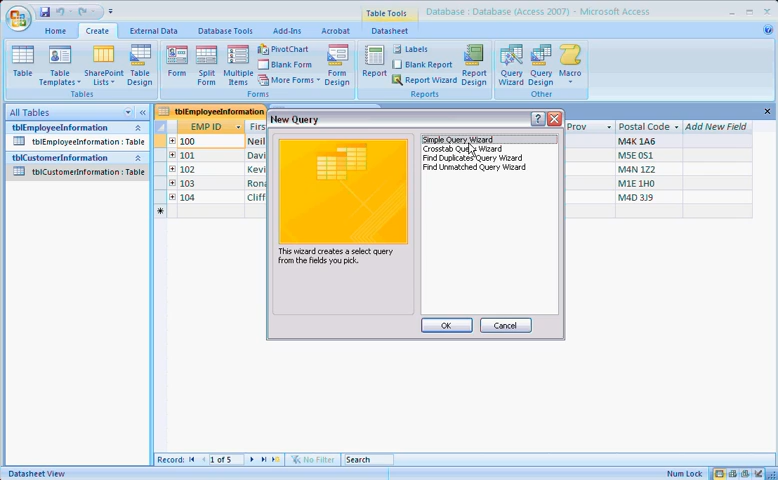 Table Tools
Database : Database (Access 2007) - Microsoft Access
Home
Create
External Data
Database Tools
Add-Ins
Acrobat
Datasheet
Table
Table Templates
SharePoint Lists
Table Design
Tables
Form
Split Form
Multiple Items
PivotChart
Blank Form
More Forms
Form Design
Forms
Report
Labels
Blank Report
Report Wizard
Report Design
Reports
Query Wizard
Query Design
Macro
Other
All Tables
tblEmployeeInformation
tblEmployeeInformation : Table
tblCustomerInformation
tblCustomerInformation : Table
tblEmployeeInformation
EMP ID
Firs
Prov
Postal Code
Add New Field
100
Neil
M4K 1A6
101
Davi
M5E 0S1
102
Kevi
M4N 1Z2
103
Rona
M1E 1H0
104
Cliff
M4D 3J9
New Query
Simple Query Wizard
Crosstab Query Wizard
Find Duplicates Query Wizard
Find Unmatched Query Wizard
This wizard creates a select query
from the fields you pick.
OK
Cancel
Record:
1 of 5
No Filter
Search
Datasheet View
Num Lock